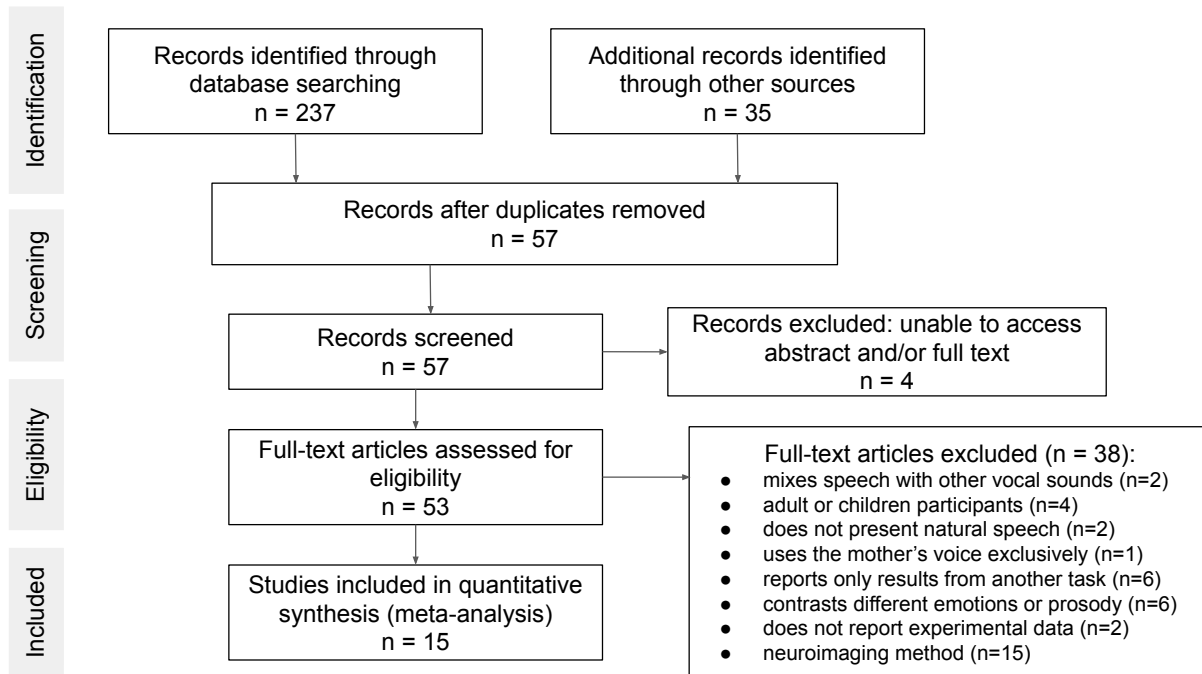 Identification
Records identified through
database searching
n = 237
Additional records identified
through other sources
n = 35
Screening
Records after duplicates removed
n = 57
Records screened
n = 57
Records excluded: unable to access
abstract and/or full text
n = 4
Eligibility
Full-text articles assessed for
eligibility
n = 53
Full-text articles excluded (n = 38):
● mixes speech with other vocal sounds (n=2)
● adult or children participants (n=4)
● does not present natural speech (n=2)
● uses the mother’s voice exclusively (n=1)
● reports only results from another task (n=6)
● contrasts different emotions or prosody (n=6)
● does not report experimental data (n=2)
● neuroimaging method (n=15)
Included
Studies included in quantitative
synthesis (meta-analysis)
n = 15